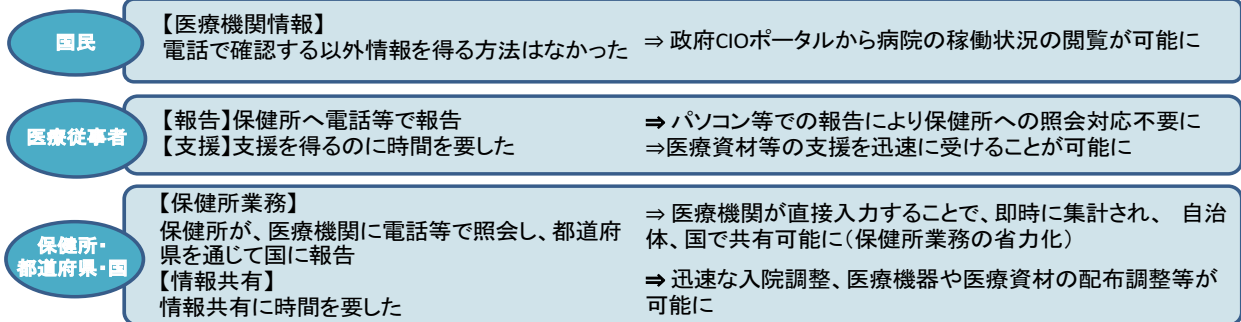 国民
【医療機関情報】
電話で確認する以外情報を得る方法はなかった
⇒ 政府CIOポータルから病院の稼働状況の閲覧が可能に
医療従事者
【報告】保健所へ電話等で報告
【支援】支援を得るのに時間を要した
⇒ パソコン等での報告により保健所への照会対応不要に
⇒医療資材等の支援を迅速に受けることが可能に
保健所・
都道府県・国
【保健所業務】
保健所が、医療機関に電話等で照会し、都道府
県を通じて国に報告
【情報共有】
情報共有に時間を要した
⇒ 医療機関が直接入力することで、即時に集計され、 自治
体、国で共有可能に（保健所業務の省力化）
⇒ 迅速な入院調整、医療機器や医療資材の配布調整等が
可能に